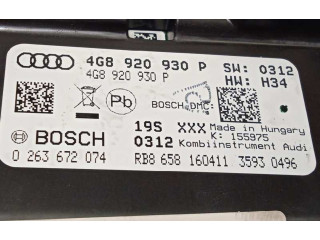 4G8 920 930 P SW: 0312
4G8 920 930 P HW: H34
Pb BOSCH-DMC:
BOSCH 19S XXX Made in Hungary
K: 155975
0312 Kombiinstrument Audi
0 263 672 074 RB8 658 160411 3593 0496